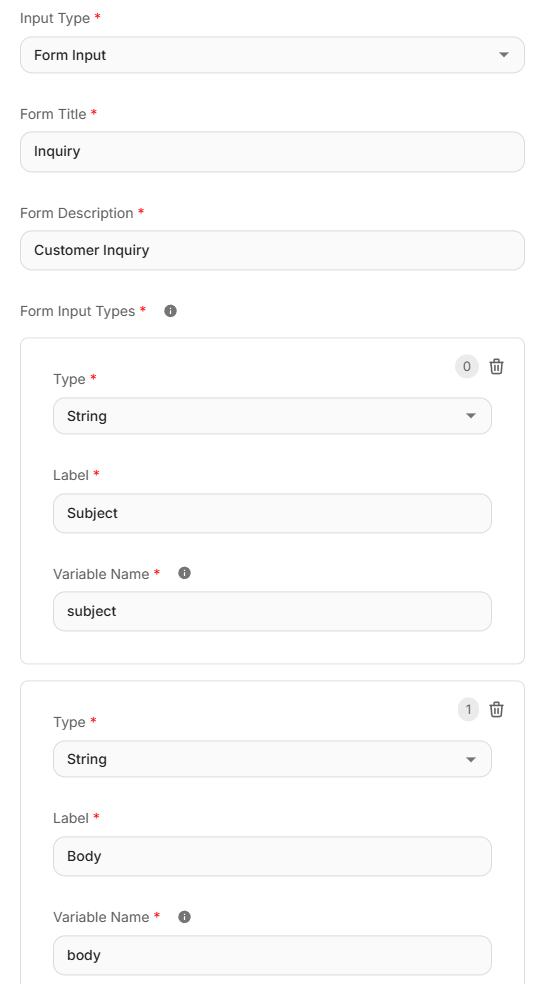 Input Type *
Form Input
Form Title *
Inquiry
Form Description *
Customer Inquiry
Form Input Types *
0
Type *
String
Label *
Subject
Variable Name *
subject
1
Type *
String
Label *
Body
Variable Name *
body